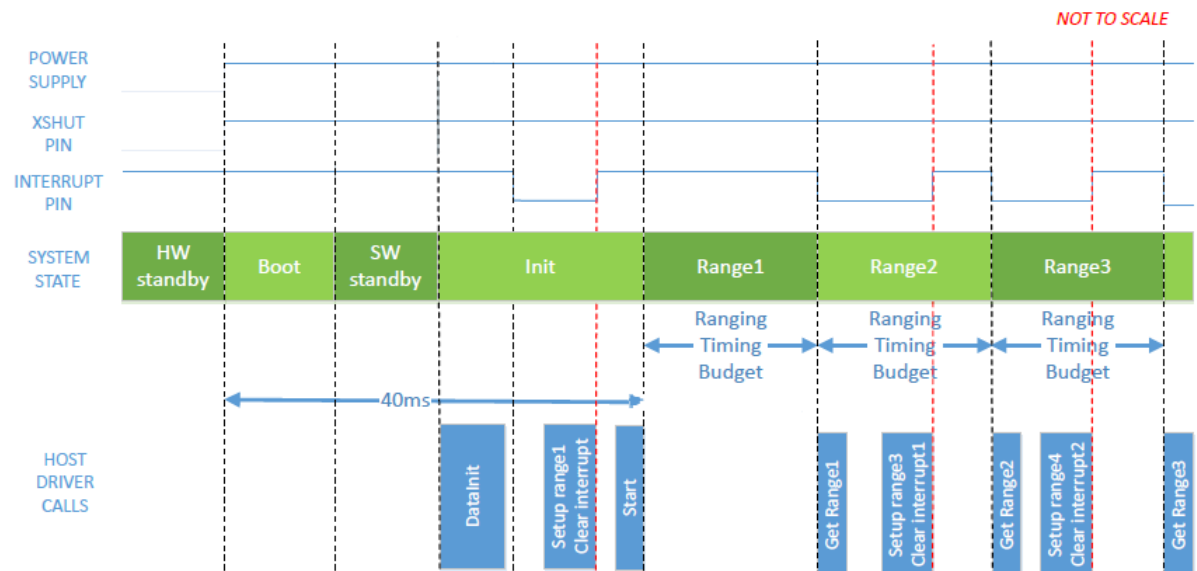 NOT TO SCALE
POWER
SUPPLY
XSHUT
PIN
INTERRUPT
PIN
SYSTEM
STATE
HW
standby
Boot
SW
standby
Init
Range1
Range2
Range3
Ranging
Timing
Budget
Ranging
Timing
Budget
Ranging
Timing
Budget
40ms
HOST
DRIVER
CALLS
DataInit
Setup range1
Clear interrupt
Start
Get Range1
Setup range3
Clear interrupt1
Get Range2
Setup range4
Clear interrupt2
Get Range3